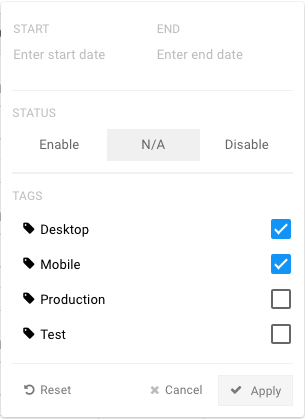 START END
Enter start date Enter end date
STATUS
Enable N/A Disable
TAGS
Desktop
Mobile
Production
Test
Reset Cancel Apply